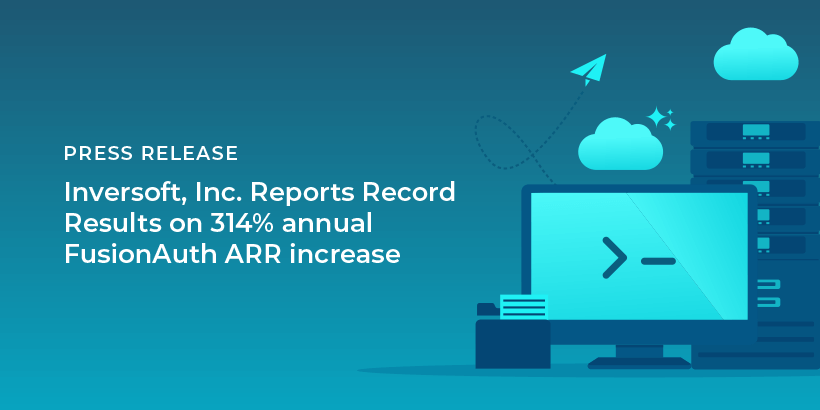 PRESS RELEASE
Inversoft, Inc. Reports Record
Results on 314% annual
FusionAuth ARR increase